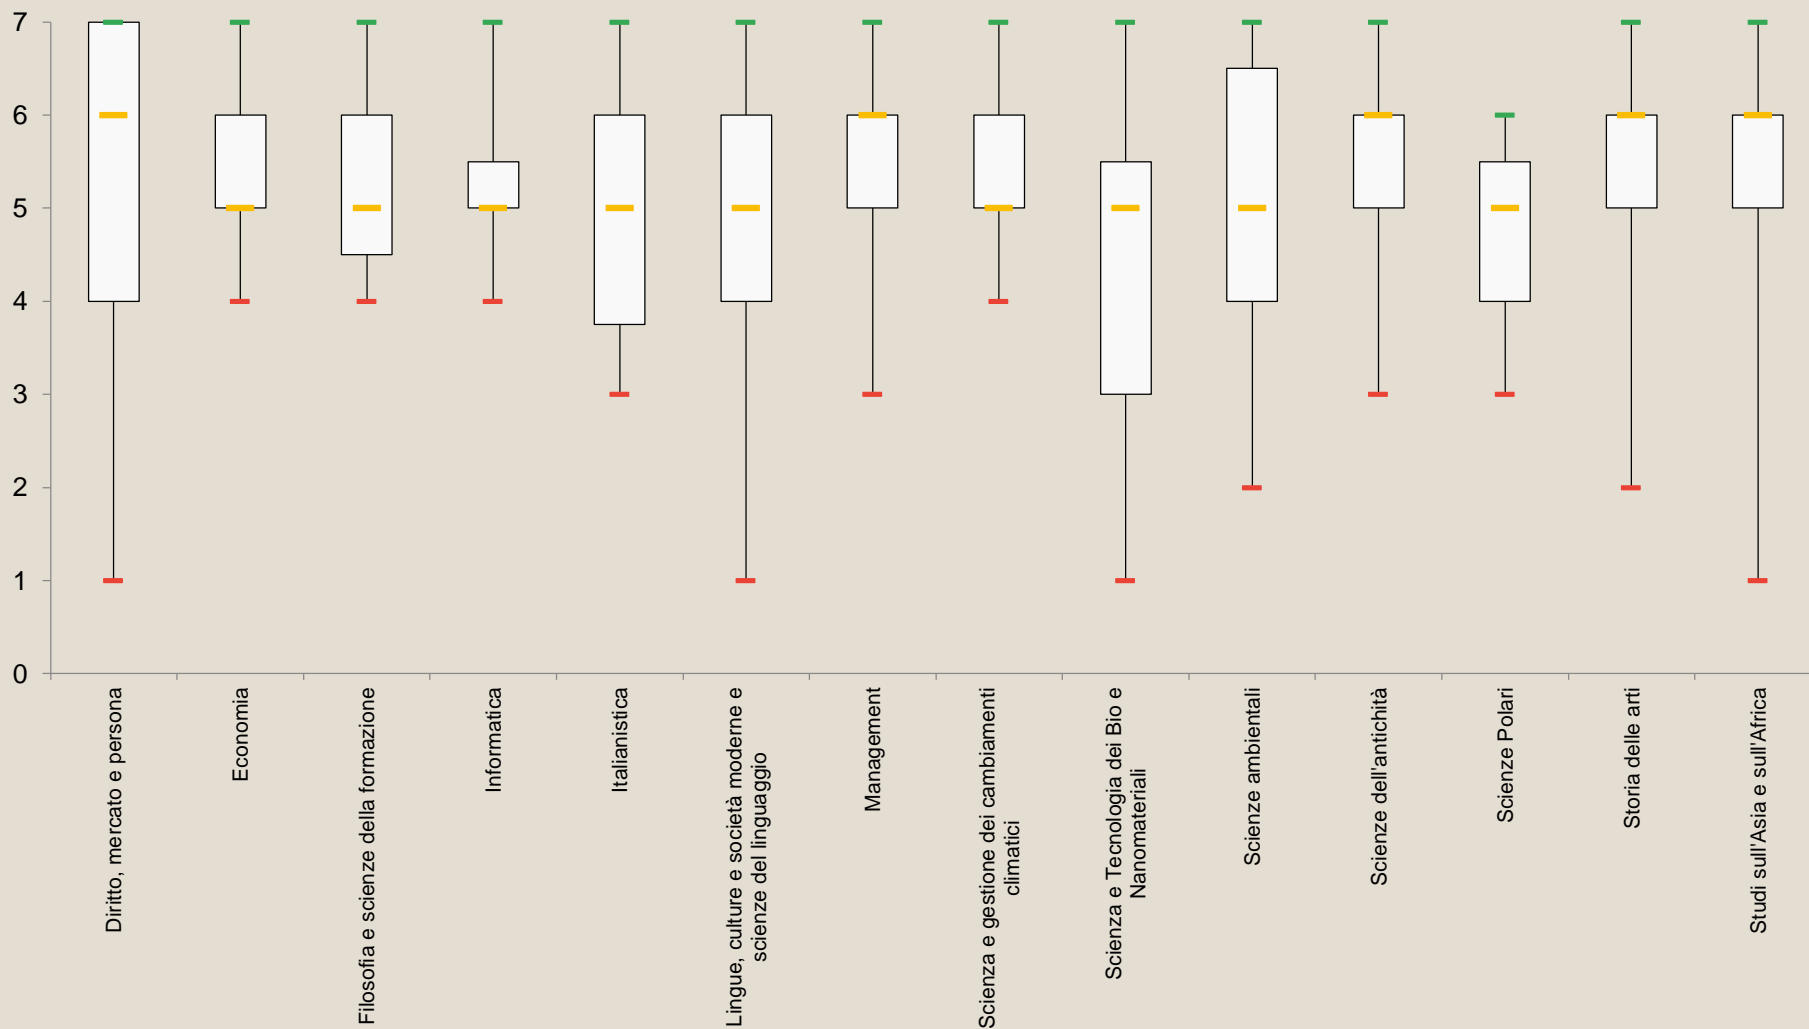 7
6
5
4
3
2
1
0
Diritto, mercato e persona
Economia
Filosofia e scienze della formazione
Informatica
Italianistica
Lingue, culture e società moderne e
scienze del linguaggio
Management
Scienza e gestione dei cambiamenti
climatici
Scienza e Tecnologia dei Bio e
Nanomateriali
Scienze ambientali
Scienze dell'antichità
Scienze Polari
Storia delle arti
Studi sull'Asia e sull'Africa